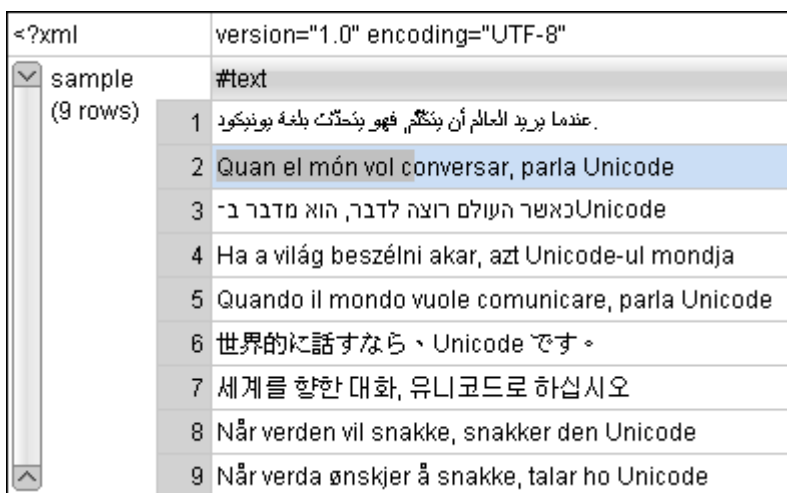 <?xml version="1.0" encoding="UTF-8"
sample #text
(9 rows)
1 عندما يريد العالم أن يتكلّم, فهو يتحدّث بلغة يونيكود.
2 Quan el món vol conversar, parla Unicode
3 כאשר העולם רוצה לדבר, הוא מדבר ב־Unicode
4 Ha a világ beszélni akar, azt Unicode-ul mondja
5 Quando il mondo vuole comunicare, parla Unicode
6 世界的に話すなら、Unicode です。
7 세계를 향한 대화, 유니코드로 하십시오
8 Når verden vil snakke, snakker den Unicode
9 Når verda ønskjer å snakke, talar ho Unicode